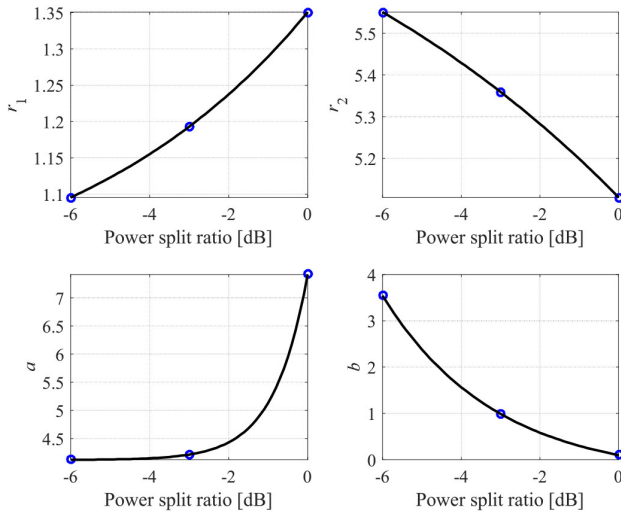 1.35
1.3
1.25
1.2
1.15
1.1
r1
-6 -4 -2 0
Power split ratio [dB]
5.5
5.4
5.3
5.2
r2
-6 -4 -2 0
Power split ratio [dB]
7
6.5
6
5.5
5
4.5
a
-6 -4 -2 0
Power split ratio [dB]
4
3
2
1
0
b
-6 -4 -2 0
Power split ratio [dB]